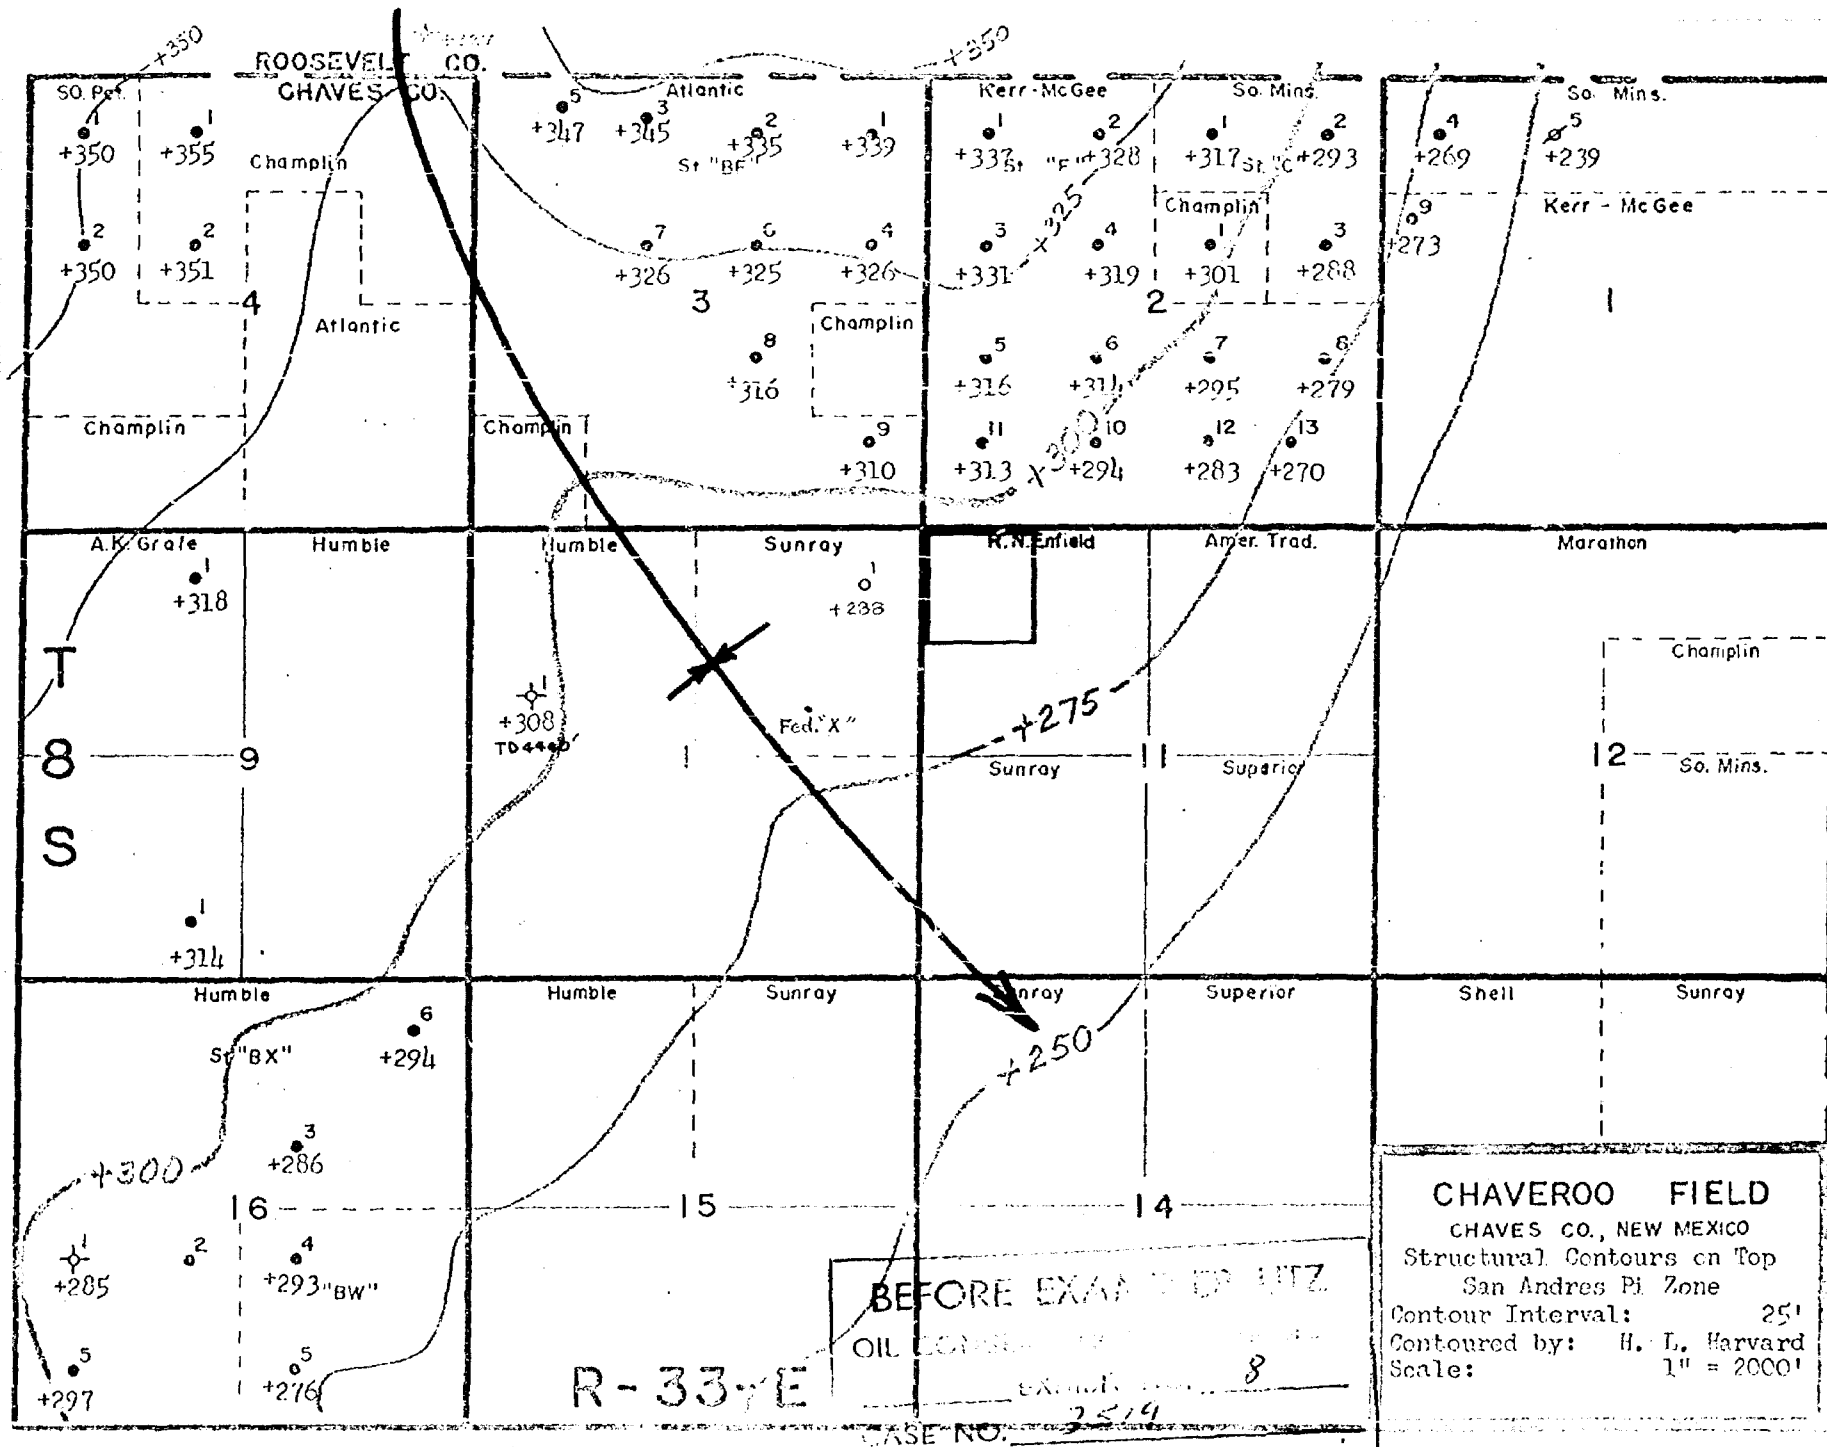 +350
+350
ROOSEVELT CO.
CHAVES CO.
SO. Pet.
Atlantic
Kerr-McGee
So. Mins.
So. Mins.
1
+350
1
+355
Champlin
5
+347
3
+345
2
+335
St "BF"
1
+339
1
+337
St "F"
2
+328
1
+317
St. "C"
2
+293
4
+269
5
+239
2
+350
2
+351
7
+326
6
+325
4
+326
3
+331
+325
4
+319
Champlin
1
+301
3
+288
9
+273
Kerr - McGee
4
Atlantic
3
Champlin
2
1
8
+316
5
+316
6
+314
7
+295
8
+279
Champlin
Champlin
9
+310
11
+313
+300
10
+294
12
+283
13
+270
A.K. Grafe
Humble
Humble
Sunray
R.N. Enfield
Amer. Trad.
Marathon
1
+318
1
T
8
S
1
+308
Fed. "X"
+275
Champlin
9
Sunray
11
Superior
12
So. Mins.
1
+314
Humble
Humble
Sunray
Superior
Shell
Sunray
St "BX"
6
+294
+250
+300
3
+286
16
15
14
1
+285
2
4
+293
"BW"
5
+297
5
+276
R-33-E
BEFORE
OIL
8
CASE NO.
CHAVEROO FIELD
CHAVES CO., NEW MEXICO
Structural Contours on Top
San Andres Pi Zone
Contour Interval: 25'
Contoured by: H. L. Harvard
Scale: 1" = 2000'